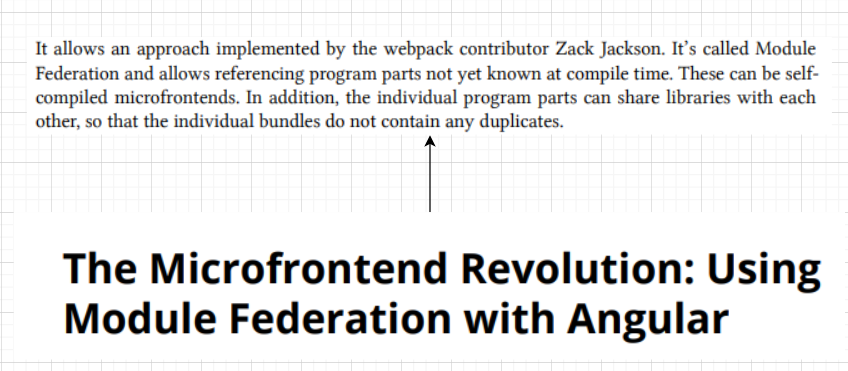 It allows an approach implemented by the webpack contributor Zack Jackson. It’s called Module
Federation and allows referencing program parts not yet known at compile time. These can be self-
compiled microfrontends. In addition, the individual program parts can share libraries with each
other, so that the individual bundles do not contain any duplicates.
The Microfrontend Revolution: Using
Module Federation with Angular